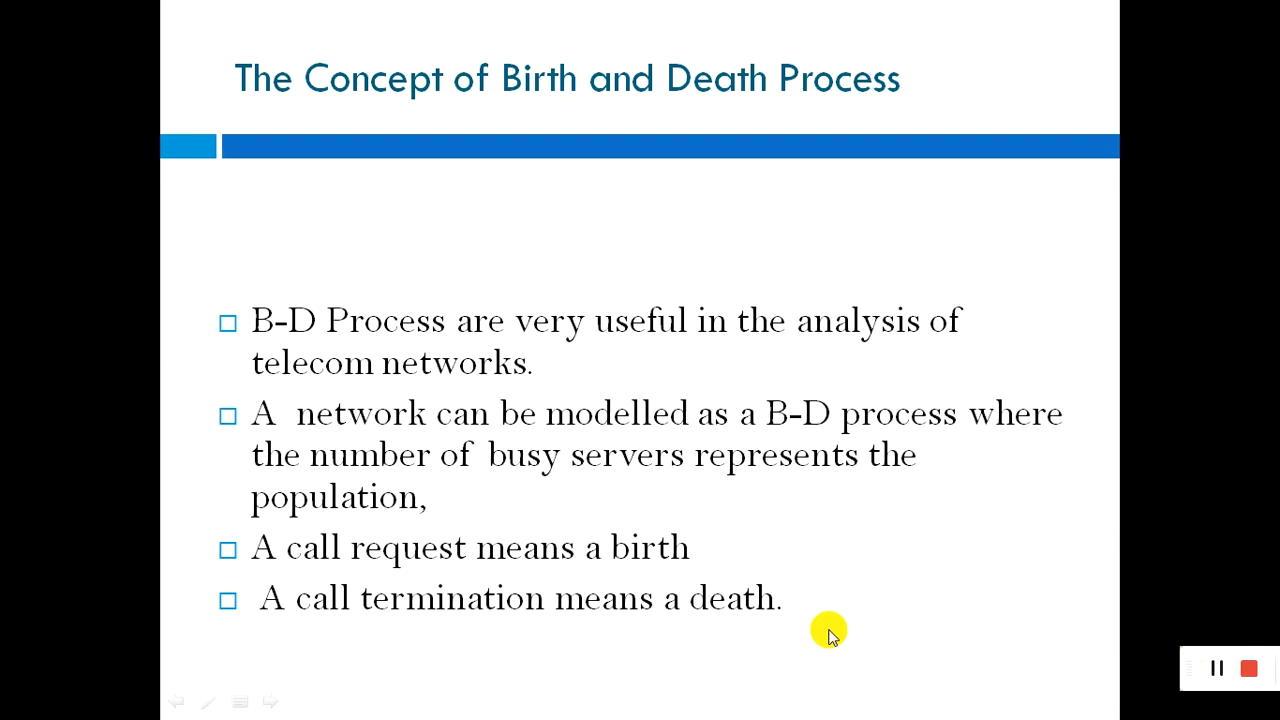 The Concept of Birth and Death Process
B-D Process are very useful in the analysis of
telecom networks.
A  network can be modelled as a B-D process where
the number of  busy servers represents the
population,
A call request means a birth
A call termination means a death.